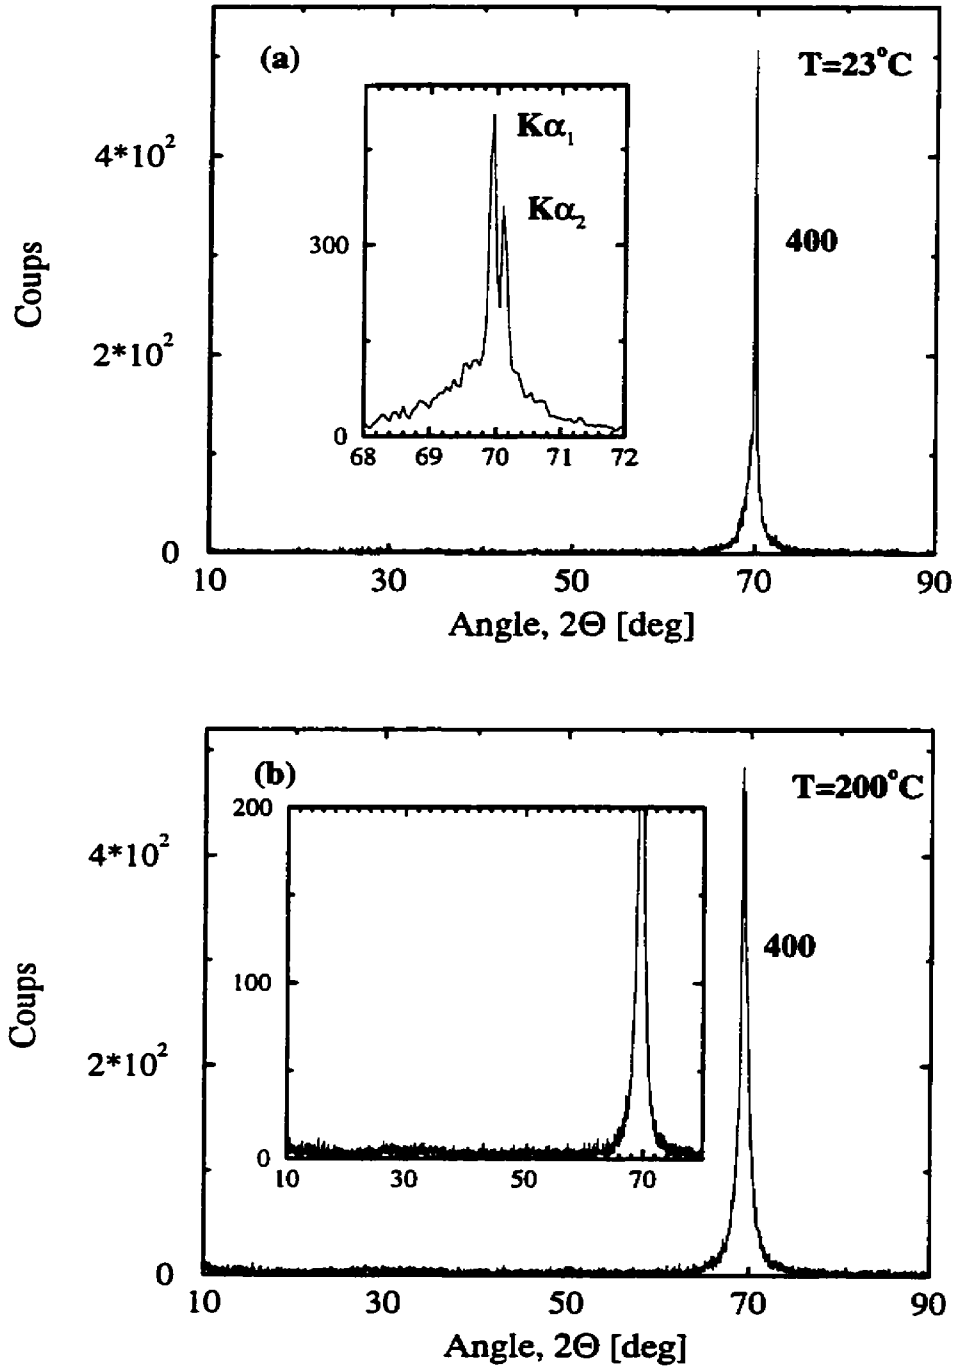 (a)
T=23°C
Kα₁
Kα₂
400
300
0
68 69 70 71 72
4*10²
2*10²
0
Coups
10 30 50 70 90
Angle, 2Θ [deg]
(b)
T=200°C
200
100
0
10 30 50 70
400
4*10²
2*10²
0
Coups
10 30 50 70 90
Angle, 2Θ [deg]